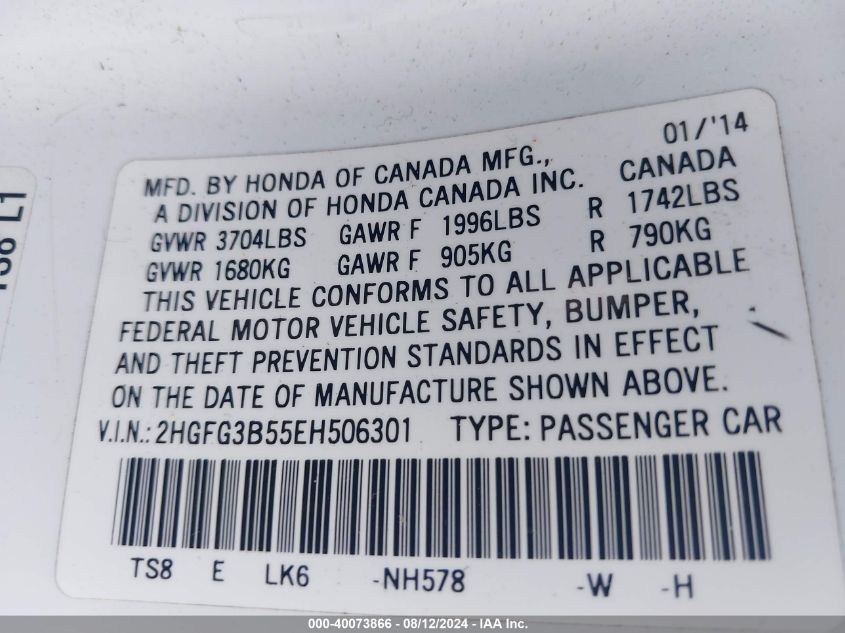 01/'14
MFD. BY HONDA OF CANADA MFG., CANADA
A DIVISION OF HONDA CANADA INC.
GVWR 3704LBS GAWR F 1996LBS R 1742LBS
GVWR 1680KG GAWR F 905KG R 790KG
THIS VEHICLE CONFORMS TO ALL APPLICABLE
FEDERAL MOTOR VEHICLE SAFETY, BUMPER,
AND THEFT PREVENTION STANDARDS IN EFFECT
ON THE DATE OF MANUFACTURE SHOWN ABOVE.
V.I.N.: 2HGFG3B55EH506301 TYPE: PASSENGER CAR
TS8 E LK6 -NH578 -W -H
000-40073866 - 08/12/2024 - IAA Inc.